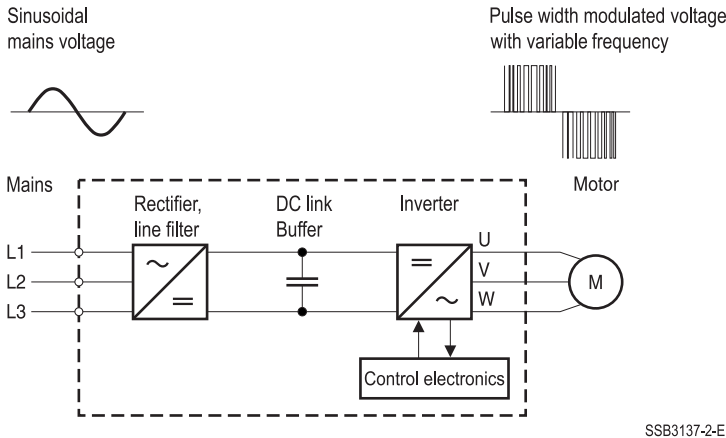 Sinusoidal
mains voltage
Pulse width modulated voltage
with variable frequency
Mains
Motor
Rectifier,
line filter
DC link
Buffer
Inverter
L1
L2
L3
U
V
W
M
Control electronics
SSB3137-2-E